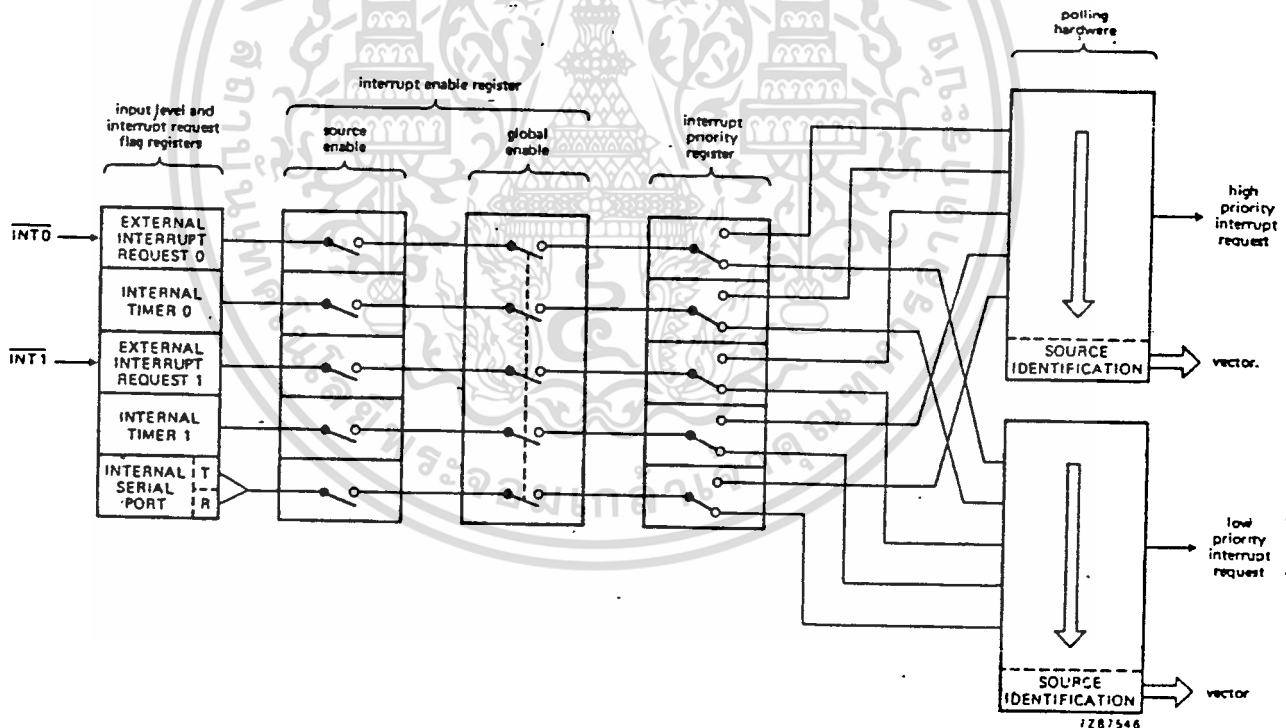 polling
hardware
interrupt enable register
input level and
interrupt request
flag registers
source
enable
global
enable
interrupt
priority
register
INT0
EXTERNAL
INTERRUPT
REQUEST 0
INTERNAL
TIMER 0
INT1
EXTERNAL
INTERRUPT
REQUEST 1
INTERNAL
TIMER 1
INTERNAL
SERIAL
PORT
T
R
high
priority
interrupt
request
SOURCE
IDENTIFICATION
vector.
low
priority
interrupt
request
SOURCE
IDENTIFICATION
vector
7Z87546